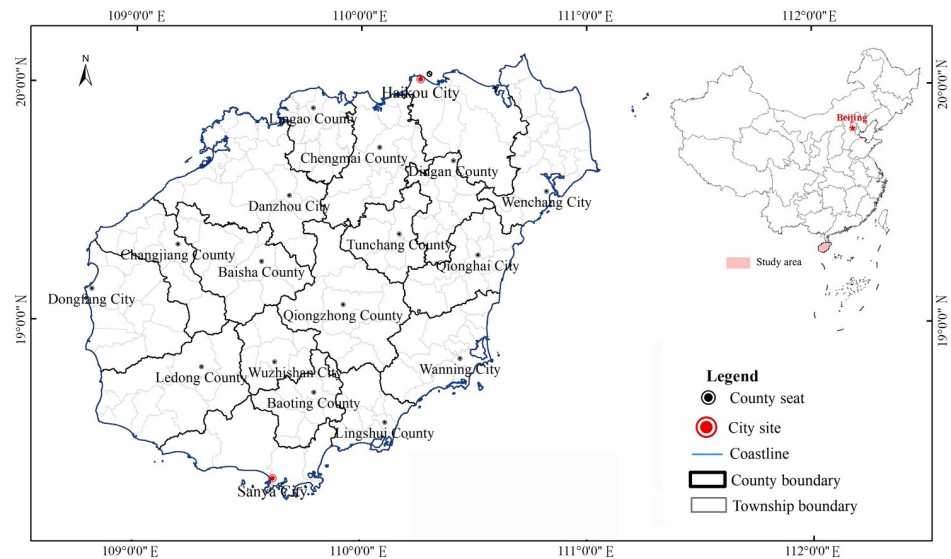 109°0′0″ E
110°0′0″ E
111°0′0″ E
112°0′0″ E
20°0′0″ N
20°0′0″ N
N
Haikou City
Lingao County
Chengmai County
Dingan County
Danzhou City
Wenchang City
Tunchang County
Changjiang County
Baisha County
Qionghai City
Dongfang City
Qiongzhong County
19°0′0″ N
19°0′0″ N
Ledong County
Wuzhishan City
Wanning City
Baoting County
Lingshui County
Sanya City
Beijing
Study area
Legend
County seat
City site
Coastline
County boundary
Township boundary
109°0′0″ E
110°0′0″ E
111°0′0″ E
112°0′0″ E